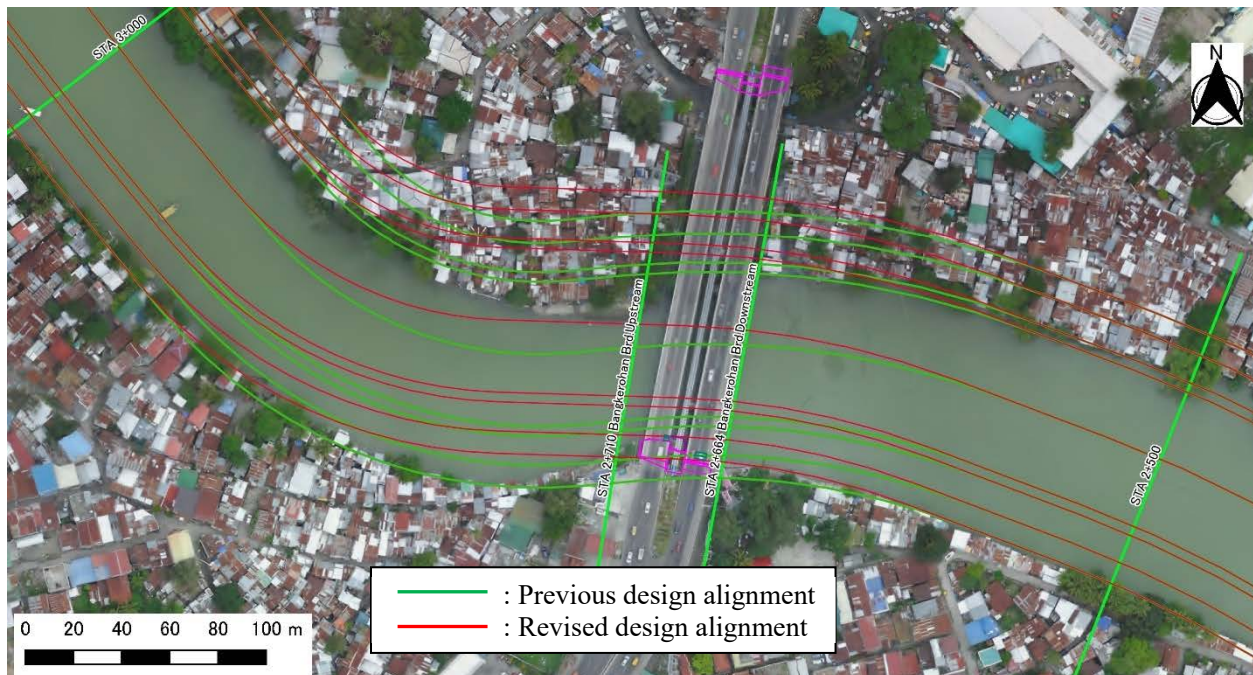 STA 3+000
N
STA 2+710 Bangkerohan Brd Upstream
STA 2+664 Bangkerohan Brd Downstream
STA 2+500
: Previous design alignment
: Revised design alignment
0 20 40 60 80 100 m